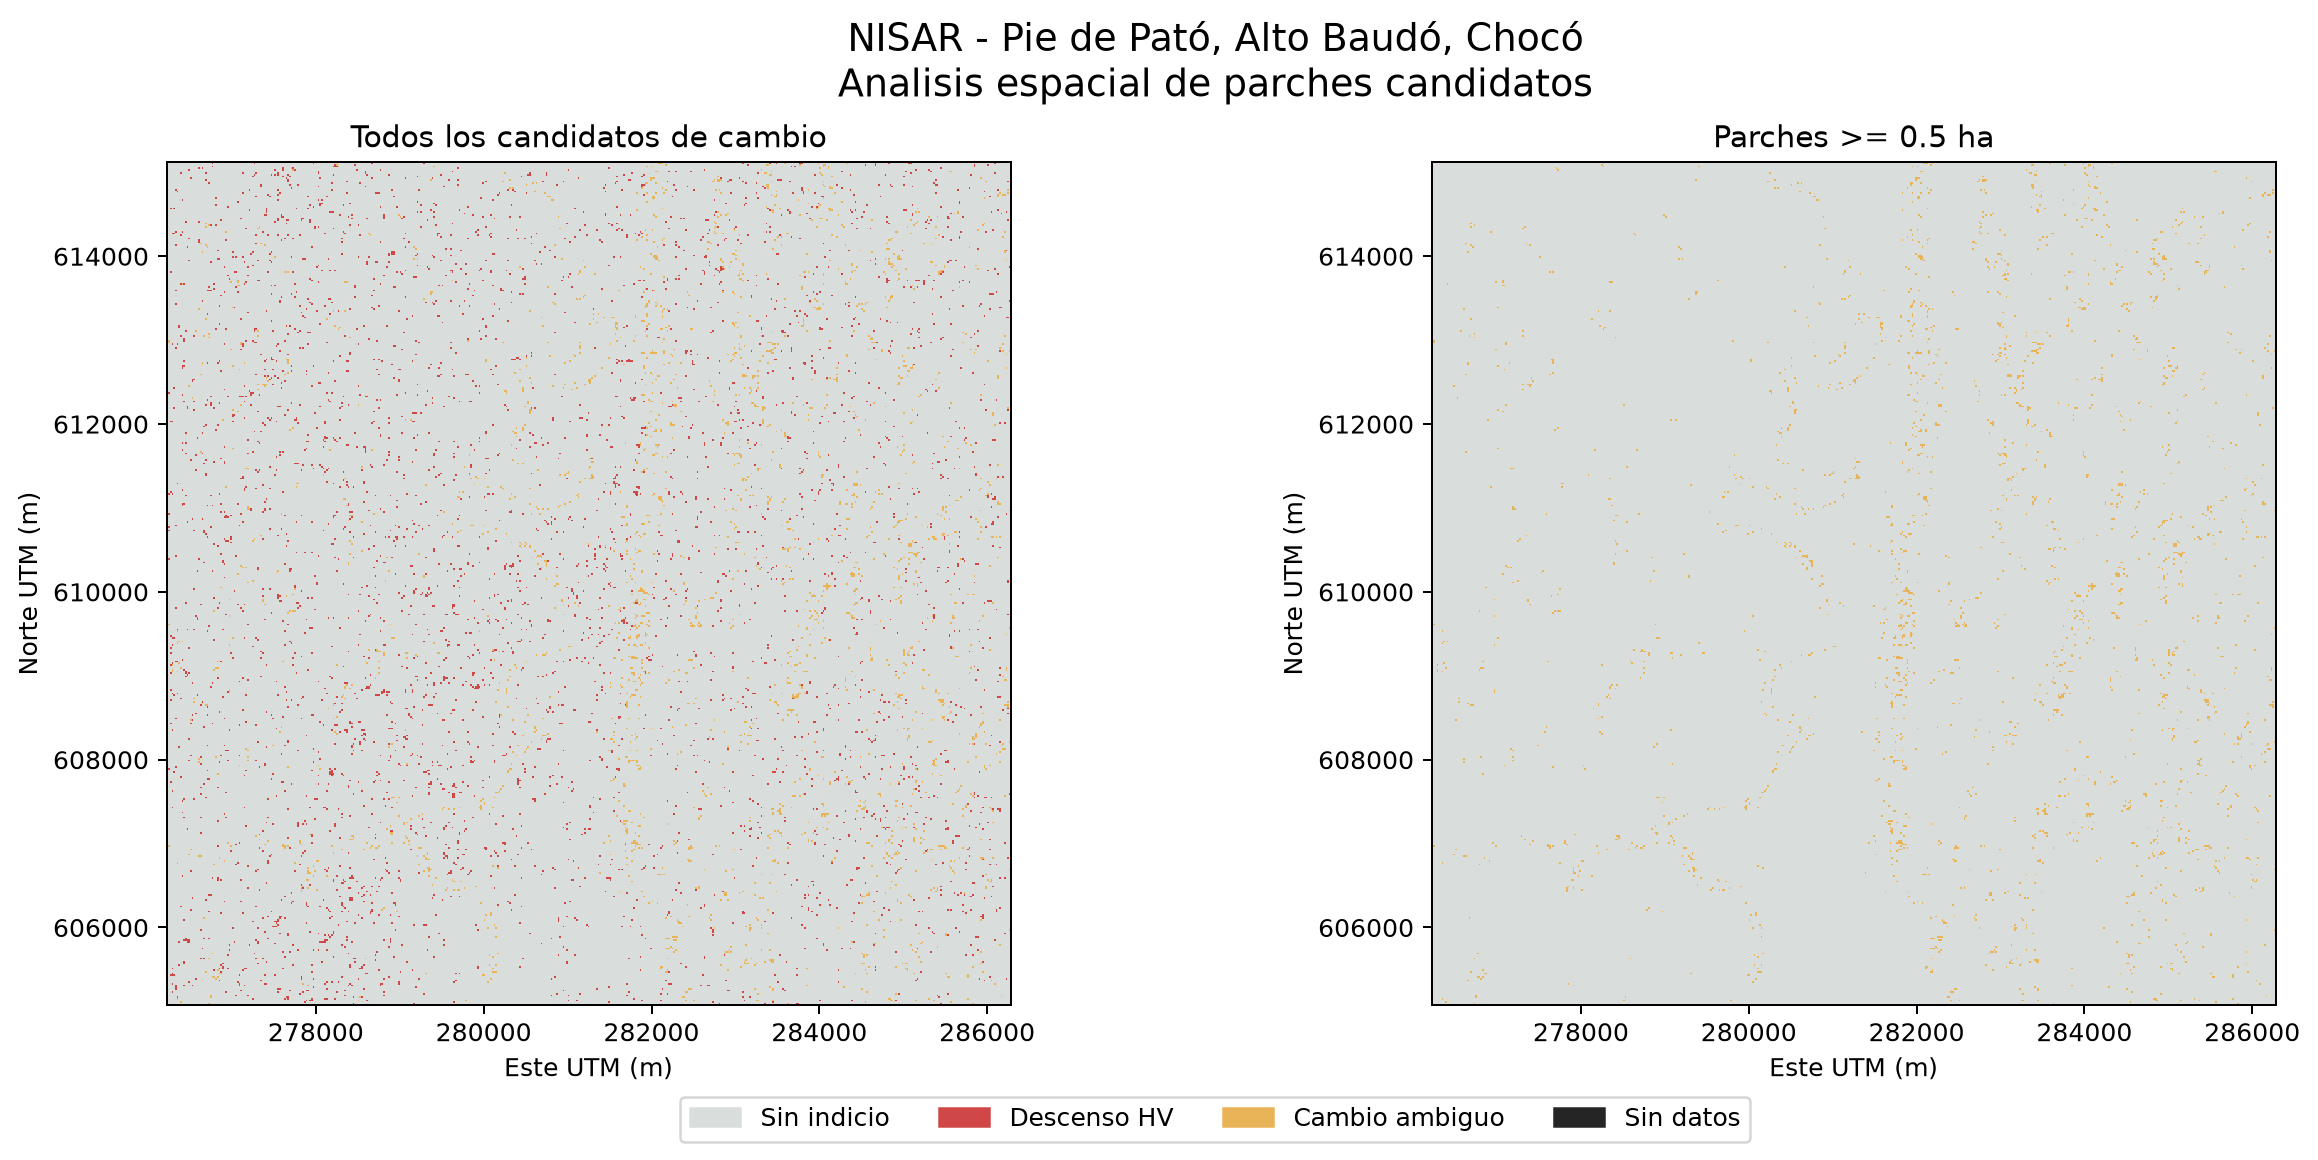 NISAR - Pie de Pató, Alto Baudó, Chocó
Analisis espacial de parches candidatos
Todos los candidatos de cambio
614000
612000
610000
608000
606000
Norte UTM (m)
278000 280000 282000 284000 286000
Este UTM (m)
Parches >= 0.5 ha
614000
612000
610000
608000
606000
Norte UTM (m)
278000 280000 282000 284000 286000
Este UTM (m)
Sin indicio Descenso HV Cambio ambiguo Sin datos